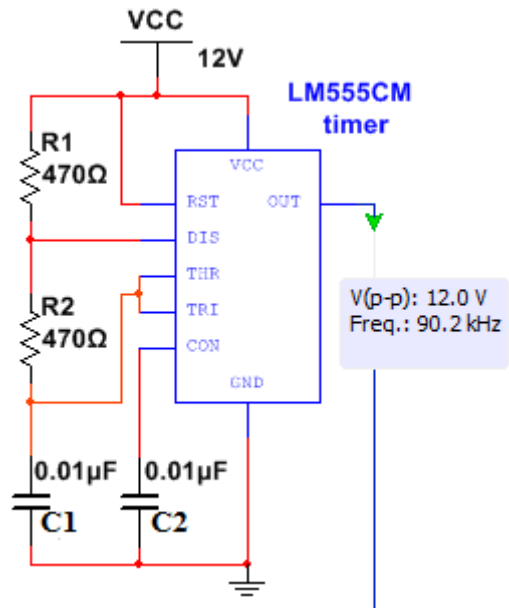 VCC
12V
LM555CM
timer
R1
470Ω
VCC
RST
OUT
DIS
R2
470Ω
THR
TRI
CON
GND
V(p-p): 12.0 V
Freq.: 90.2 kHz
0.01µF
0.01µF
C1
C2